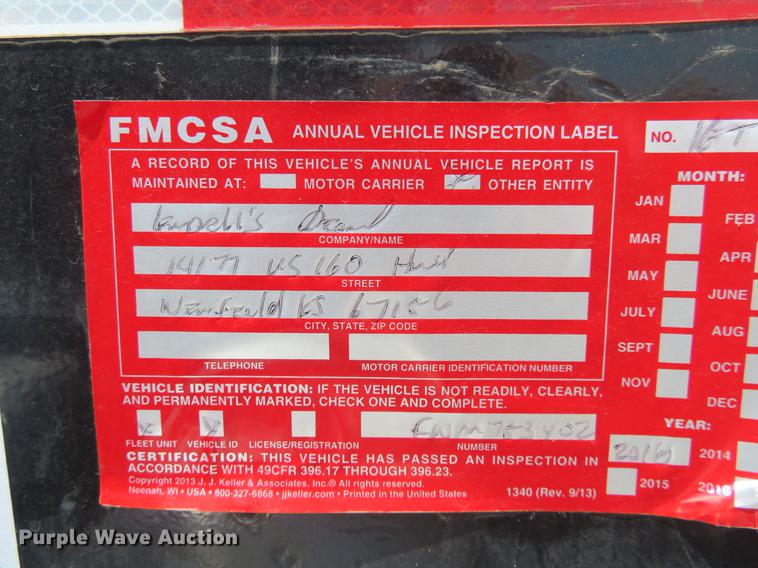 FMCSA ANNUAL VEHICLE INSPECTION LABEL NO.
A RECORD OF THIS VEHICLE'S ANNUAL VEHICLE REPORT IS
MAINTAINED AT: MOTOR CARRIER X OTHER ENTITY
COMPANY/NAME
14177 US 160
STREET
KS 67156
CITY, STATE, ZIP CODE
TELEPHONE MOTOR CARRIER IDENTIFICATION NUMBER
VEHICLE IDENTIFICATION: IF THE VEHICLE IS NOT READILY, CLEARLY,
AND PERMANENTLY MARKED, CHECK ONE AND COMPLETE.
X X
FLEET UNIT VEHICLE ID LICENSE/REGISTRATION NUMBER
CERTIFICATION: THIS VEHICLE HAS PASSED AN INSPECTION IN
ACCORDANCE WITH 49CFR 396.17 THROUGH 396.23.
Copyright 2013 J. J. Keller & Associates, Inc.® All rights reserved.
Neenah, WI • USA • 800-327-6868 • jjkeller.com • Printed in the United States 1340 (Rev. 9/13)
MONTH:
JAN FEB
MAR APR
MAY JUNE
JULY AUG
SEPT OCT
NOV DEC
YEAR:
2014
2015 2016
Purple Wave Auction